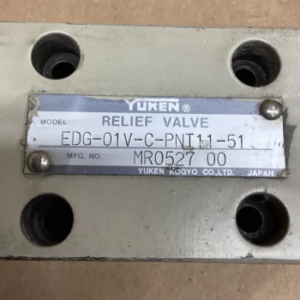 YUKEN ®
RELIEF VALVE
MODEL EDG-01V-C-PNT11-51
MFG. NO. MR0527 00
YUKEN KOGYO CO.,LTD. JAPAN